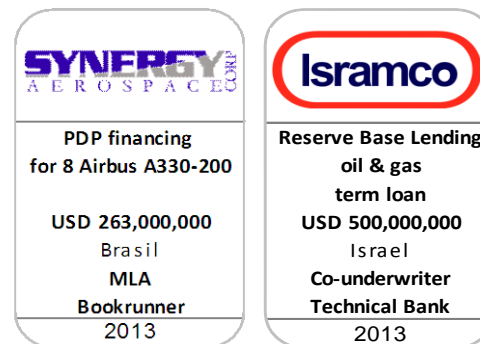 SYNERGY
AEROSPACE
CORP
PDP financing
for 8 Airbus A330-200
USD 263,000,000
Brasil
MLA
Bookrunner
2013
Isramco
Reserve Base Lending
oil & gas
term loan
USD 500,000,000
Israel
Co-underwriter
Technical Bank
2013